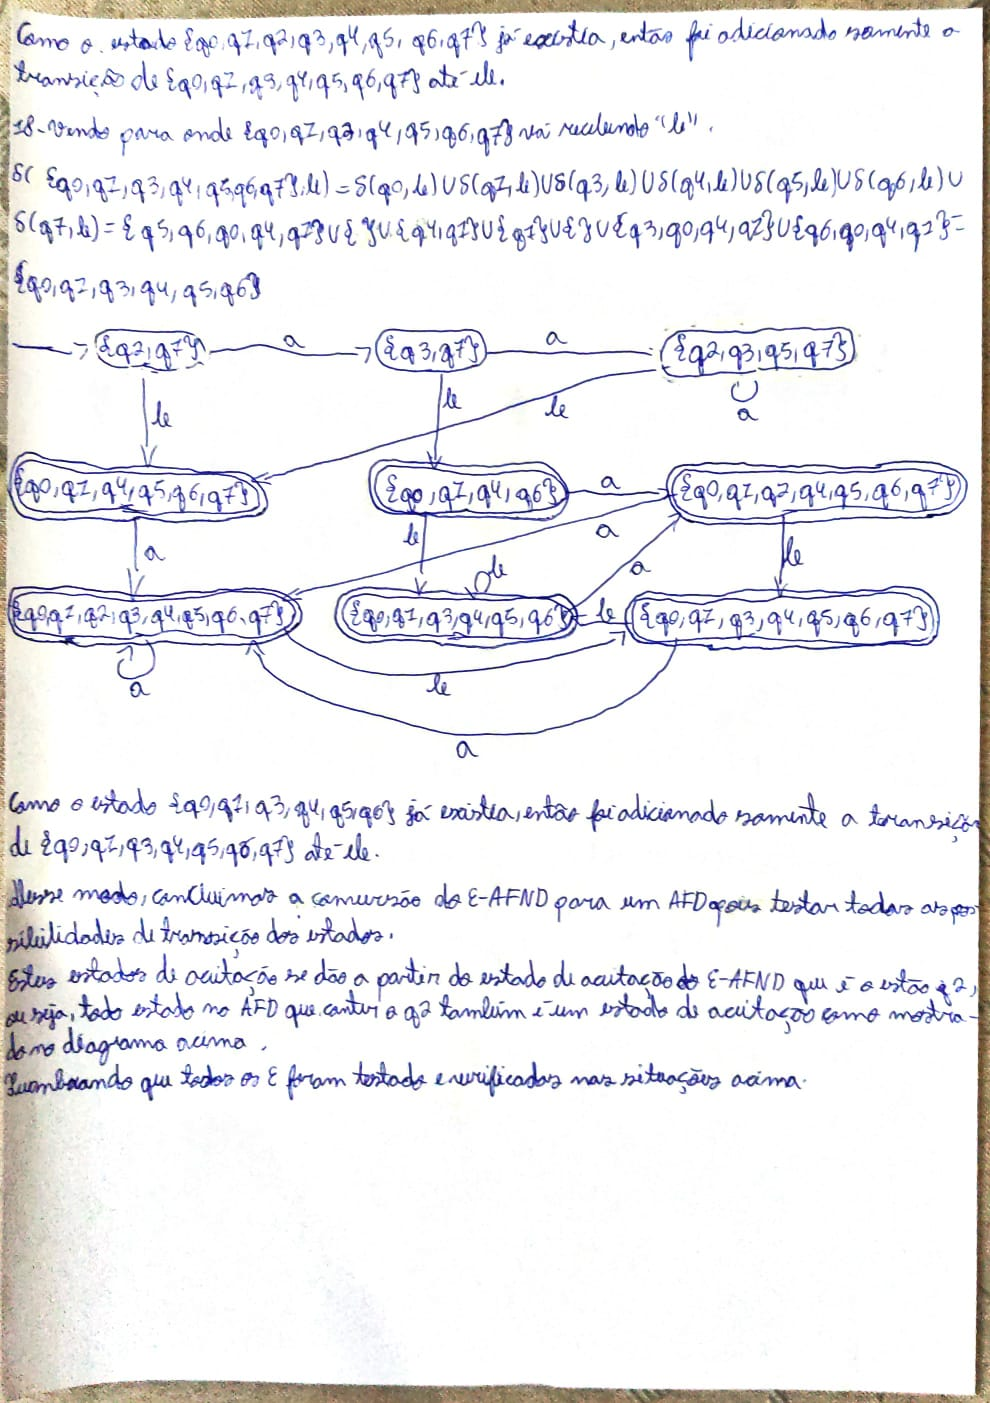 Como o estado {q0,q1,q2,q3,q4,q5,q6,q7} já existia, então foi adicionado somente a
transição de {q0,q1,q3,q4,q5,q6,q7} até ele.
18-Vendo para onde {q0,q1,q3,q4,q5,q6,q7} vai recebendo "b".
δ({q0,q1,q3,q4,q5,q6,q7},b)=δ(q0,b)∪δ(q1,b)∪δ(q3,b)∪δ(q4,b)∪δ(q5,b)∪δ(q6,b)∪
δ(q7,b)={q5,q6,q0,q4,q1}∪{ }∪{q4,q1}∪{q1}∪{ }∪{q3,q0,q4,q1}∪{q6,q0,q4,q1}=
{q0,q1,q3,q4,q5,q6}
{q2,q7} a {q3,q7} a {q2,q3,q5,q7}
b b b a
{q0,q1,q4,q5,q6,q7} {q0,q1,q4,q6} a {q0,q1,q2,q4,q5,q6,q7}
a b a b
b a
{q0,q1,q2,q3,q4,q5,q6,q7} {q0,q1,q3,q4,q5,q6} b {q0,q1,q3,q4,q5,q6,q7}
a b
a
Como o estado {q0,q1,q3,q4,q5,q6} já existia, então foi adicionado somente a transição
de {q0,q1,q3,q4,q5,q6,q7} até ele.
Nesse modo, concluimos a conversão do E-AFND para um AFD após testar todas as pos-
sibilidades de transição dos estados.
Estes estados de aceitação se dão a partir do estado de aceitação do E-AFND que é o estão q2,
ou seja, todo estado no AFD que contiver o q2 também é um estado de aceitação como mostra-
do no diagrama acima.
Lembrando que todos os E foram testado e verificados nas situações acima.